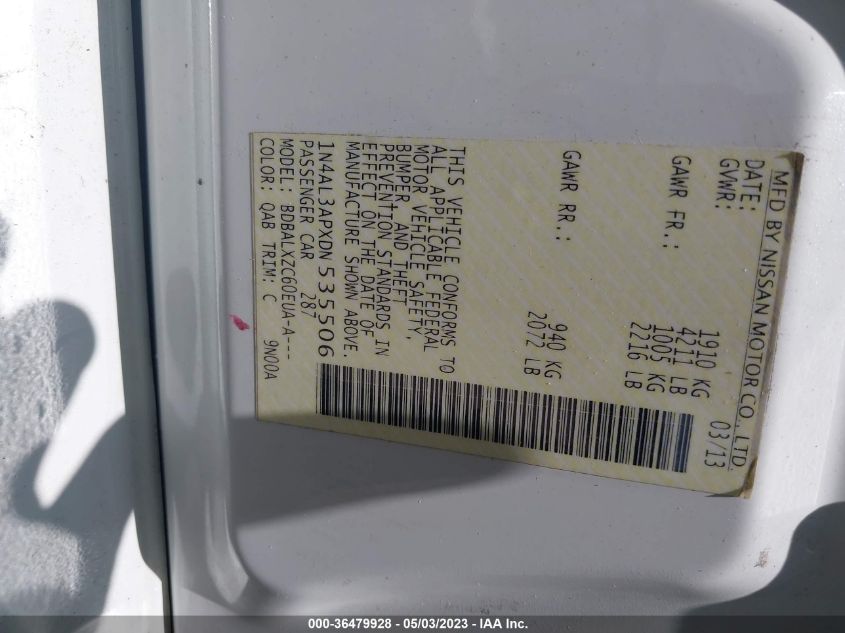 MFD BY NISSAN MOTOR CO., LTD.
DATE: 03/13
GVWR: 1910 KG
4211 LB
GAWR FR.: 1005 KG
2216 LB
GAWR RR.: 940 KG
2072 LB
THIS VEHICLE CONFORMS TO
ALL APPLICABLE FEDERAL
MOTOR VEHICLE SAFETY,
BUMPER, AND THEFT
PREVENTION STANDARDS IN
EFFECT ON THE DATE OF
MANUFACTURE SHOWN ABOVE.
1N4AL3APXDN535506
PASSENGER CAR 287
MODEL: BDBALXZC60EUA-A---
COLOR: QAB TRIM: C 9N00A
000-36479928 - 05/03/2023 - IAA Inc.